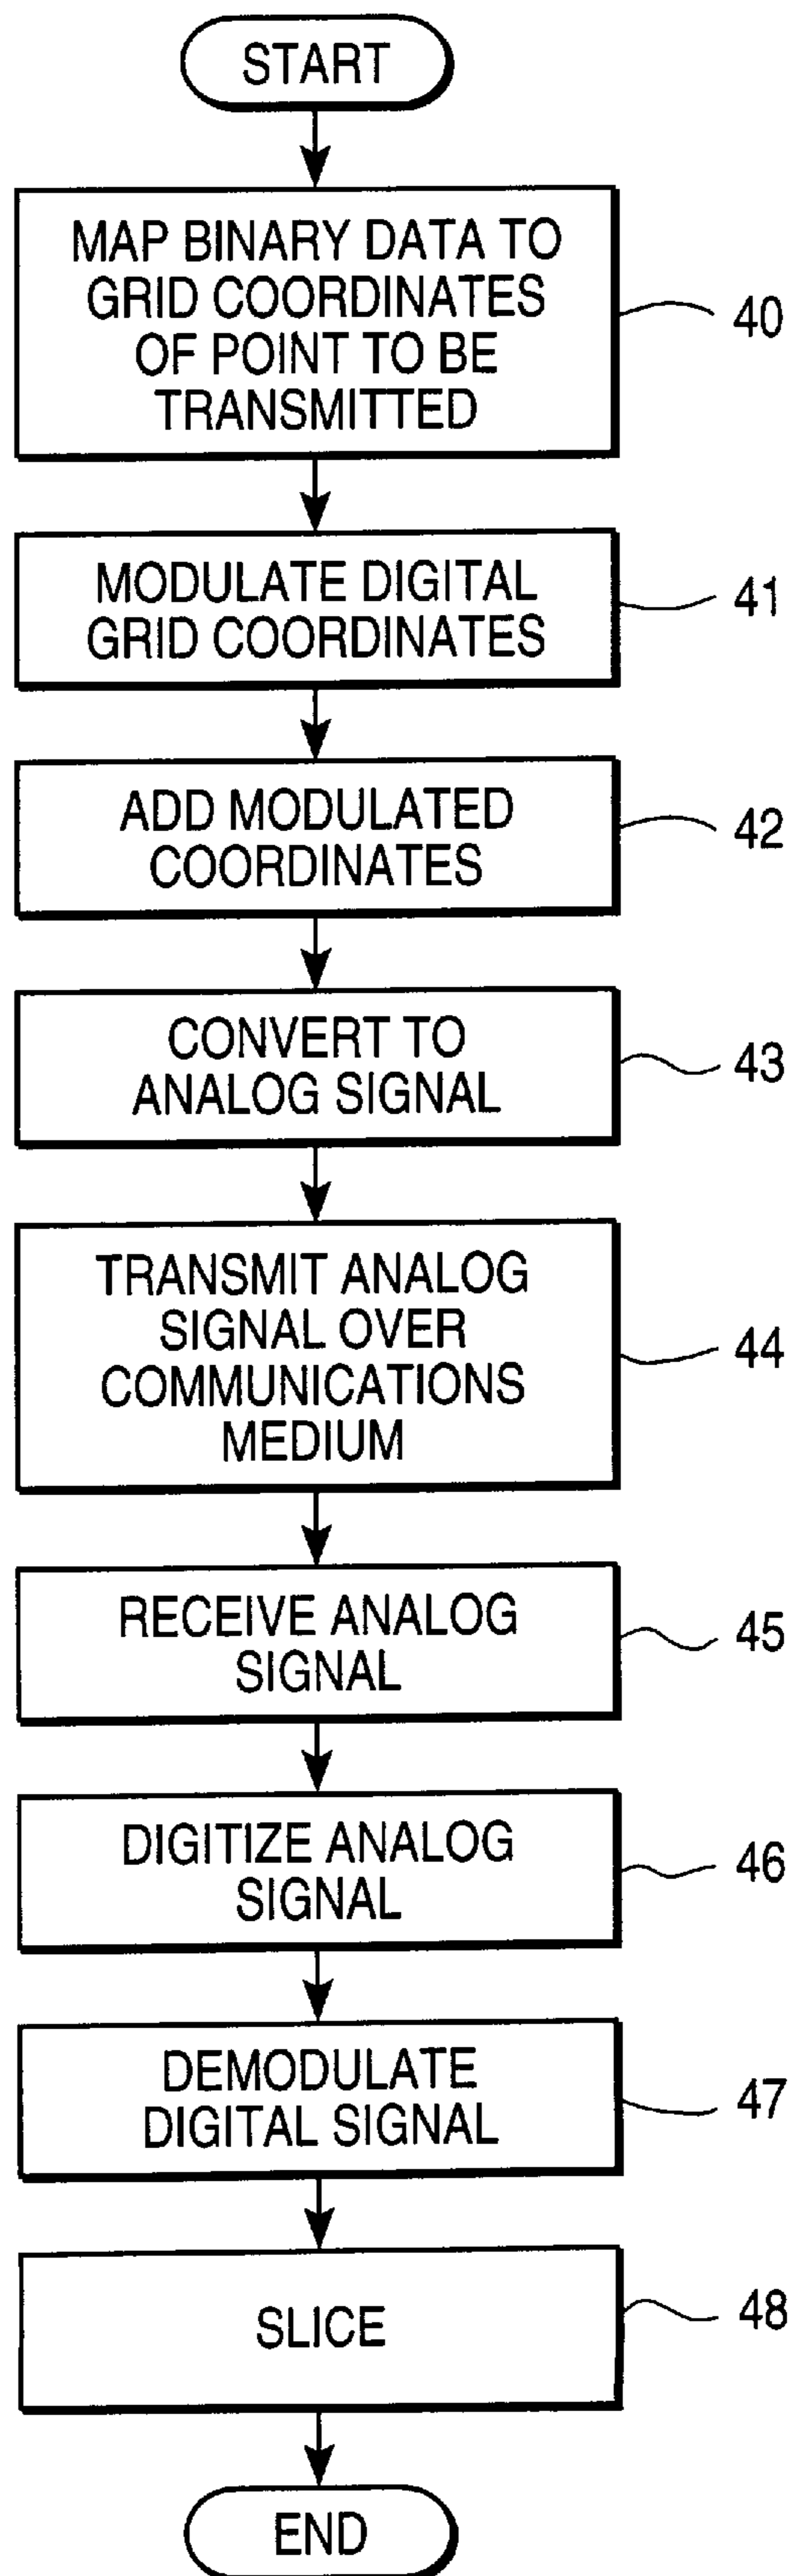 START
MAP BINARY DATA TO
GRID COORDINATES
OF POINT TO BE
TRANSMITTED
40
MODULATE DIGITAL
GRID COORDINATES
41
ADD MODULATED
COORDINATES
42
CONVERT TO
ANALOG SIGNAL
43
TRANSMIT ANALOG
SIGNAL OVER
COMMUNICATIONS
MEDIUM
44
RECEIVE ANALOG
SIGNAL
45
DIGITIZE ANALOG
SIGNAL
46
DEMODULATE
DIGITAL SIGNAL
47
SLICE
48
END